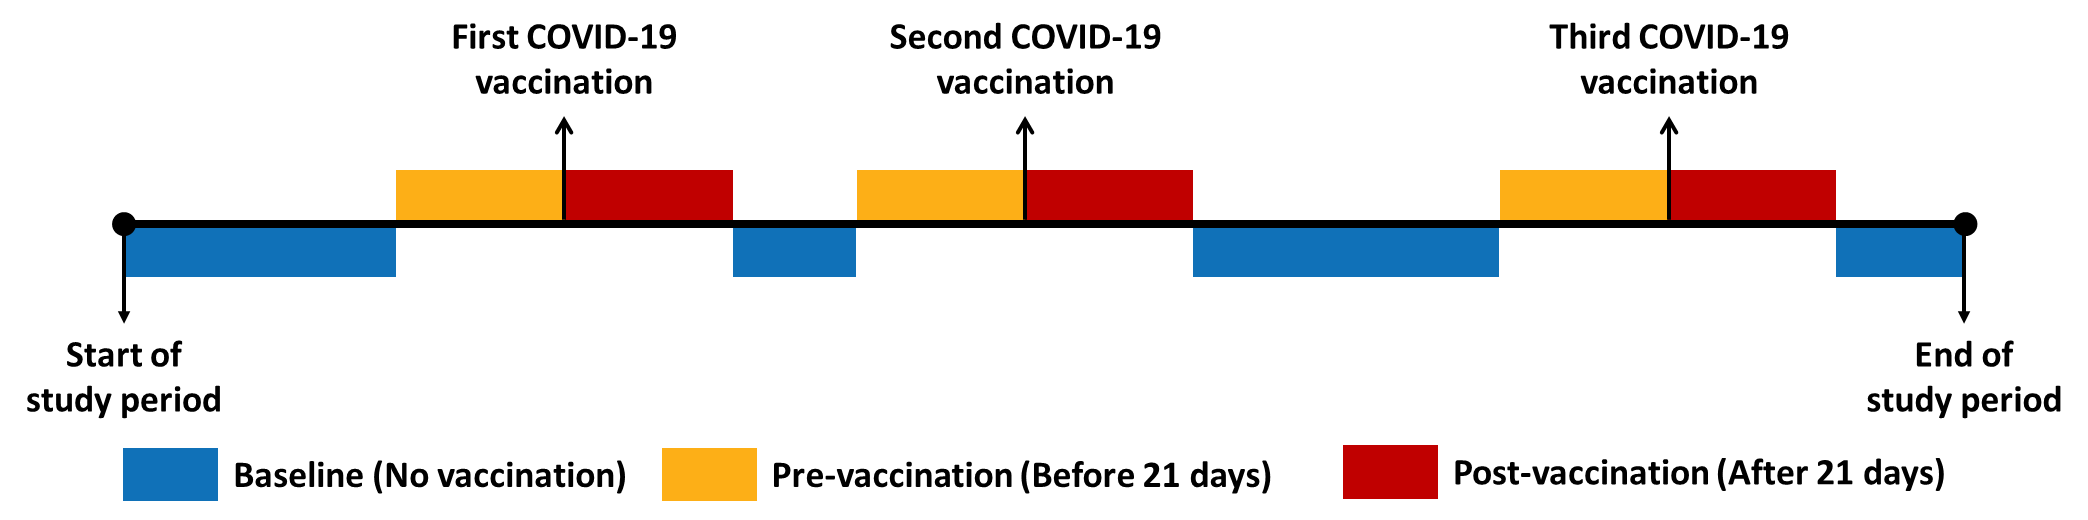 First COVID-19
vaccination
Second COVID-19
vaccination
Third COVID-19
vaccination
Start of
study period
End of
study period
Baseline (No vaccination)
Pre-vaccination (Before 21 days)
Post-vaccination (After 21 days)